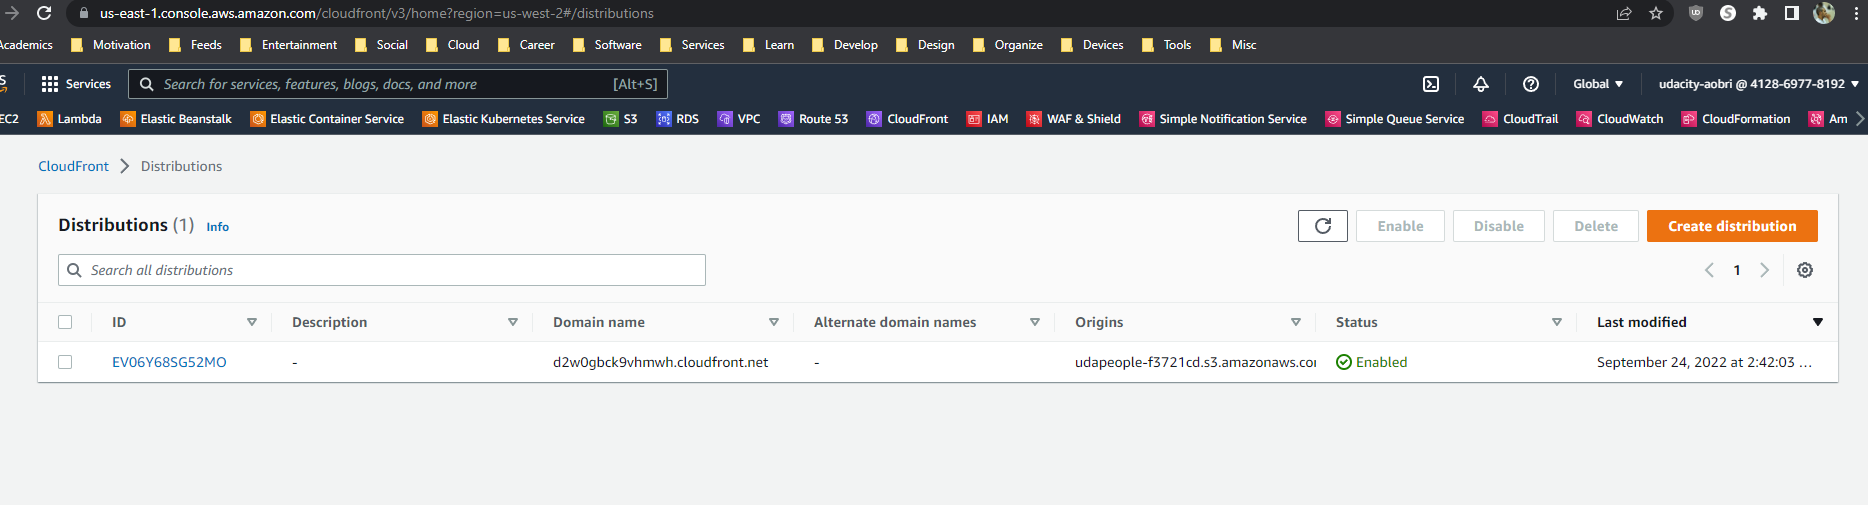 us-east-1.console.aws.amazon.com/cloudfront/v3/home?region=us-west-2#/distributions
Academics Motivation Feeds Entertainment Social Cloud Career Software Services Learn Develop Design Organize Devices Tools Misc
Services Search for services, features, blogs, docs, and more [Alt+S] Global udacity-aobri @ 4128-6977-8192
EC2 Lambda Elastic Beanstalk Elastic Container Service Elastic Kubernetes Service S3 RDS VPC Route 53 CloudFront IAM WAF & Shield Simple Notification Service Simple Queue Service CloudTrail CloudWatch CloudFormation Am
CloudFront Distributions
Distributions (1) Info Enable Disable Delete Create distribution
Search all distributions 1
ID Description Domain name Alternate domain names Origins Status Last modified
EV06Y68SG52MO - d2w0gbck9vhmwh.cloudfront.net - udapeople-f3721cd.s3.amazonaws.co Enabled September 24, 2022 at 2:42:03 ...